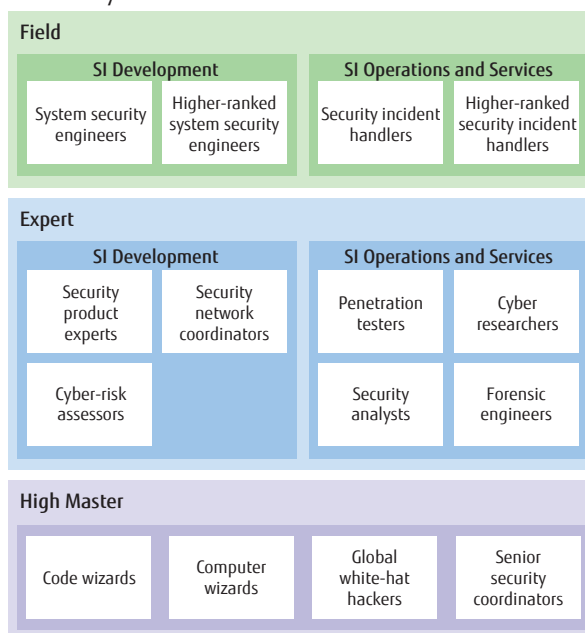 Field
SI Development
System security
engineers
Higher-ranked
system security
engineers
SI Operations and Services
Security incident
handlers
Higher-ranked
security incident
handlers
Expert
SI Development
Security
product
experts
Security
network
coordinators
Cyber-risk
assessors
SI Operations and Services
Penetration
testers
Cyber
researchers
Security
analysts
Forensic
engineers
High Master
Code wizards
Computer
wizards
Global
white-hat
hackers
Senior
security
coordinators